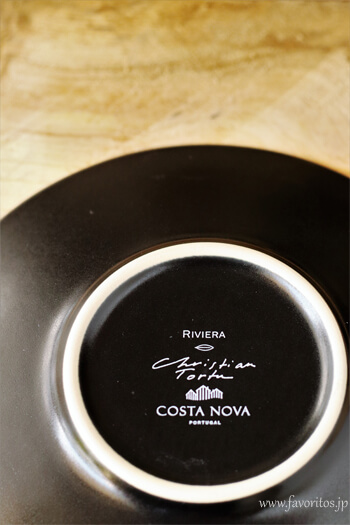 RIVIERA
Christian
Tortu
COSTA NOVA
PORTUGAL
www.favoritos.jp